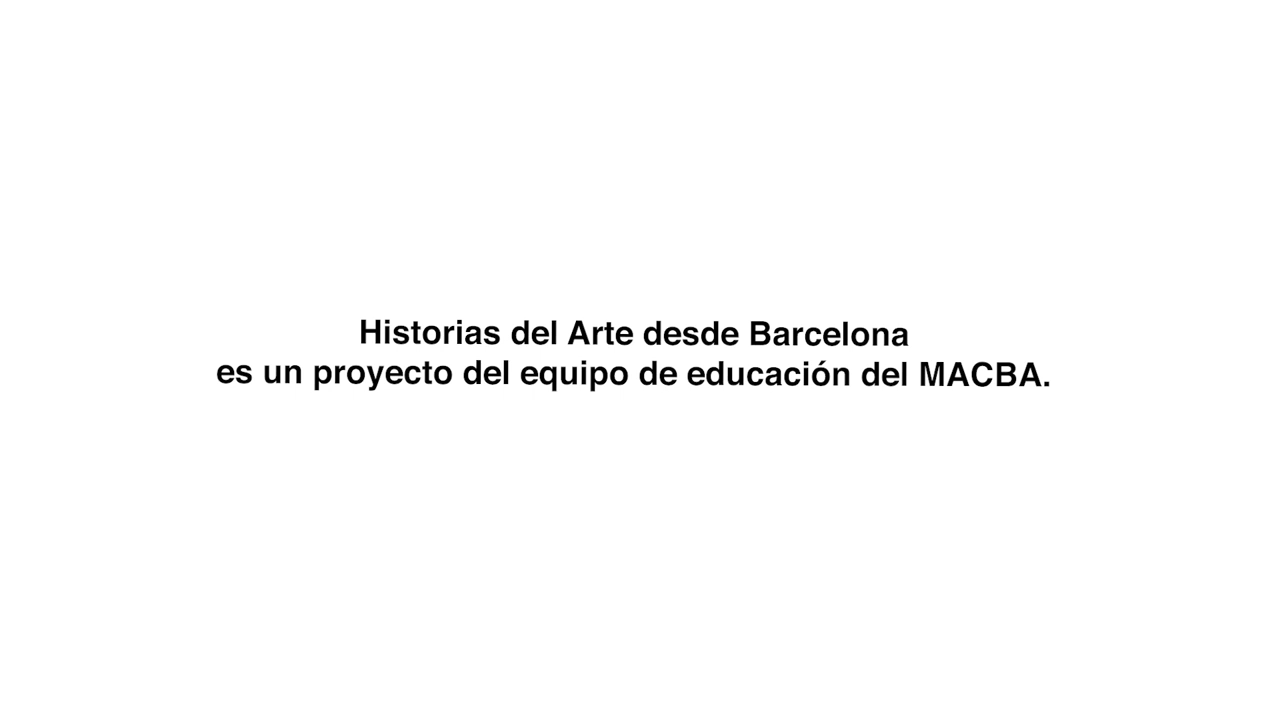 Historias del Arte desde Barcelona
es un proyecto del equipo de educación del MACBA.